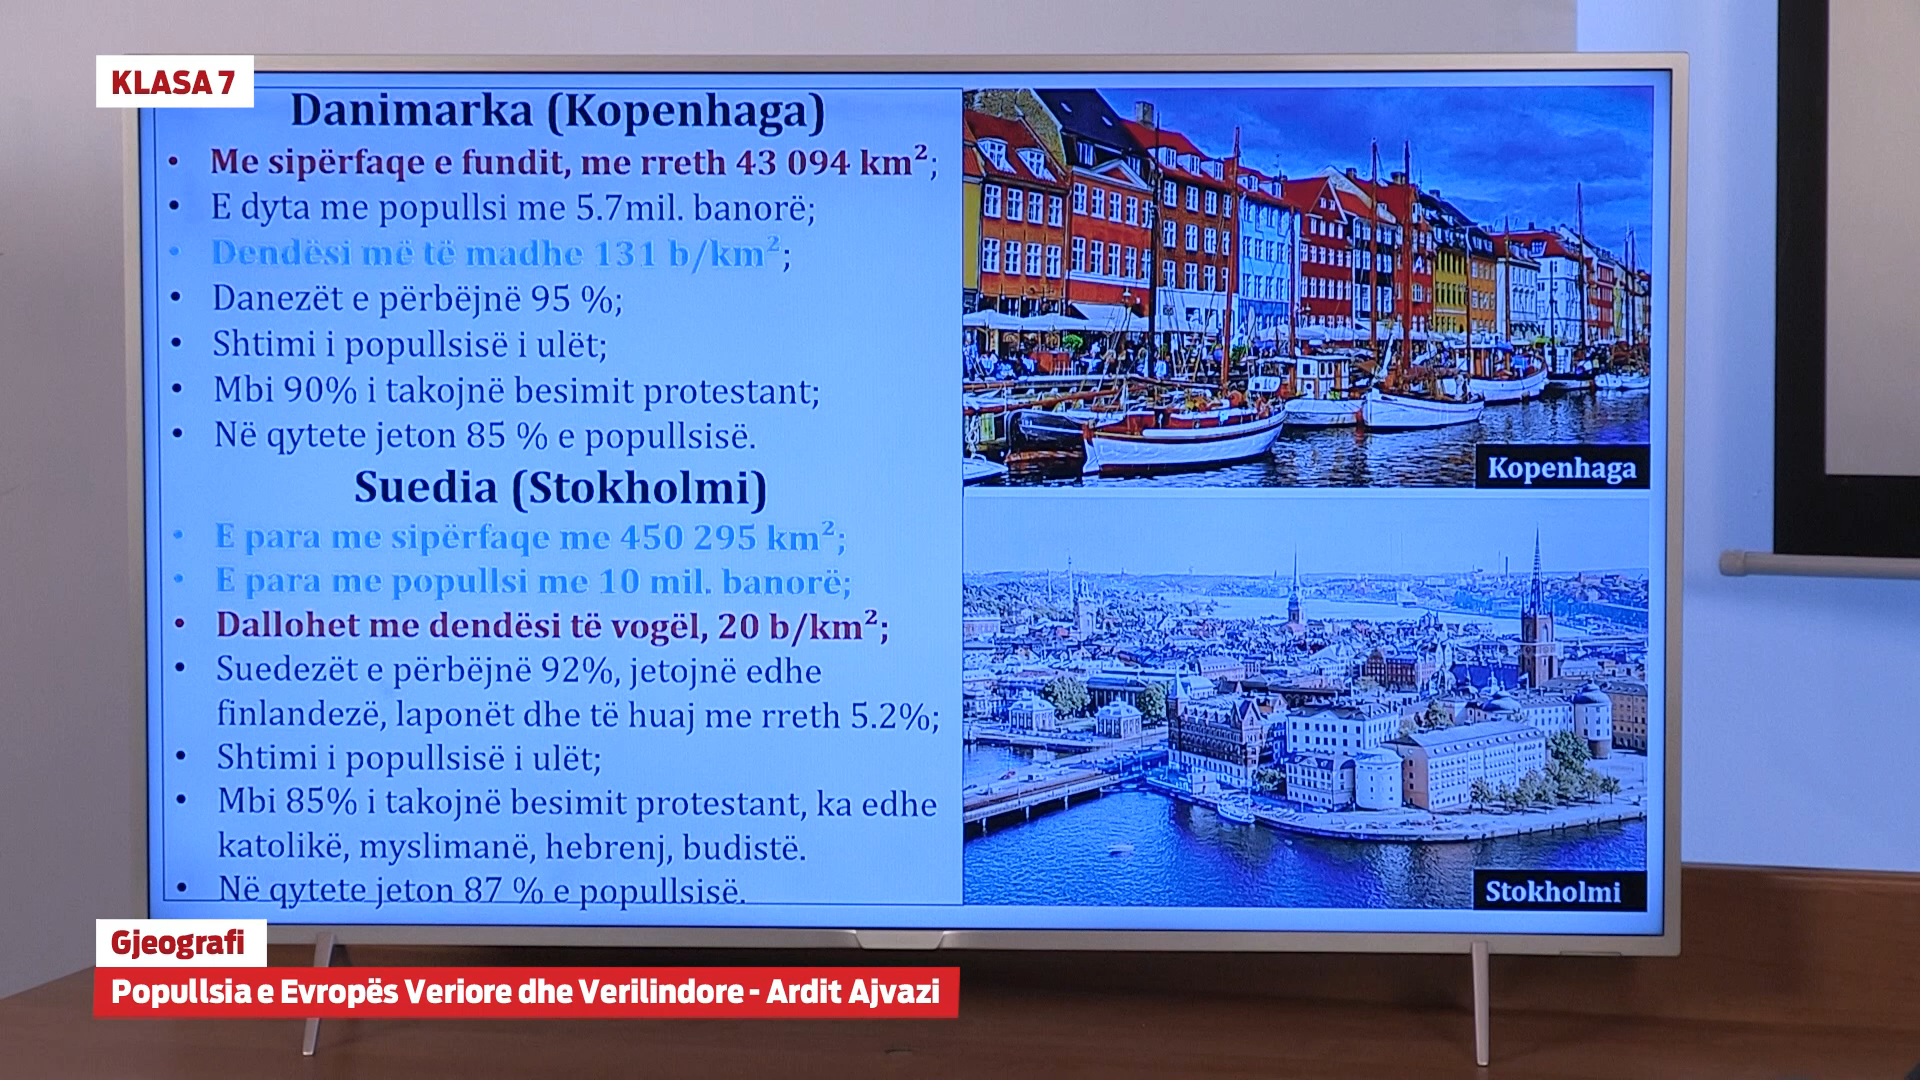 KLASA 7
Danimarka (Kopenhaga)
• Me sipërfaqe e fundit, me rreth 43 094 km²;
• E dyta me popullsi me 5.7mil. banorë;
• Dendësi më të madhe 131 b/km²;
• Danezët e përbëjnë 95 %;
• Shtimi i popullsisë i ulët;
• Mbi 90% i takojnë besimit protestant;
• Në qytete jeton 85 % e popullsisë.
Suedia (Stokholmi)
• E para me sipërfaqe me 450 295 km²;
• E para me popullsi me 10 mil. banorë;
• Dallohet me dendësi të vogël, 20 b/km²;
• Suedezët e përbëjnë 92%, jetojnë edhe
finlandezë, laponët dhe të huaj me rreth 5.2%;
• Shtimi i popullsisë i ulët;
• Mbi 85% i takojnë besimit protestant, ka edhe
katolikë, myslimanë, hebrenj, budistë.
• Në qytete jeton 87 % e popullsisë.
Kopenhaga
Stokholmi
Gjeografi
Popullsia e Evropës Veriore dhe Verilindore - Ardit Ajvazi